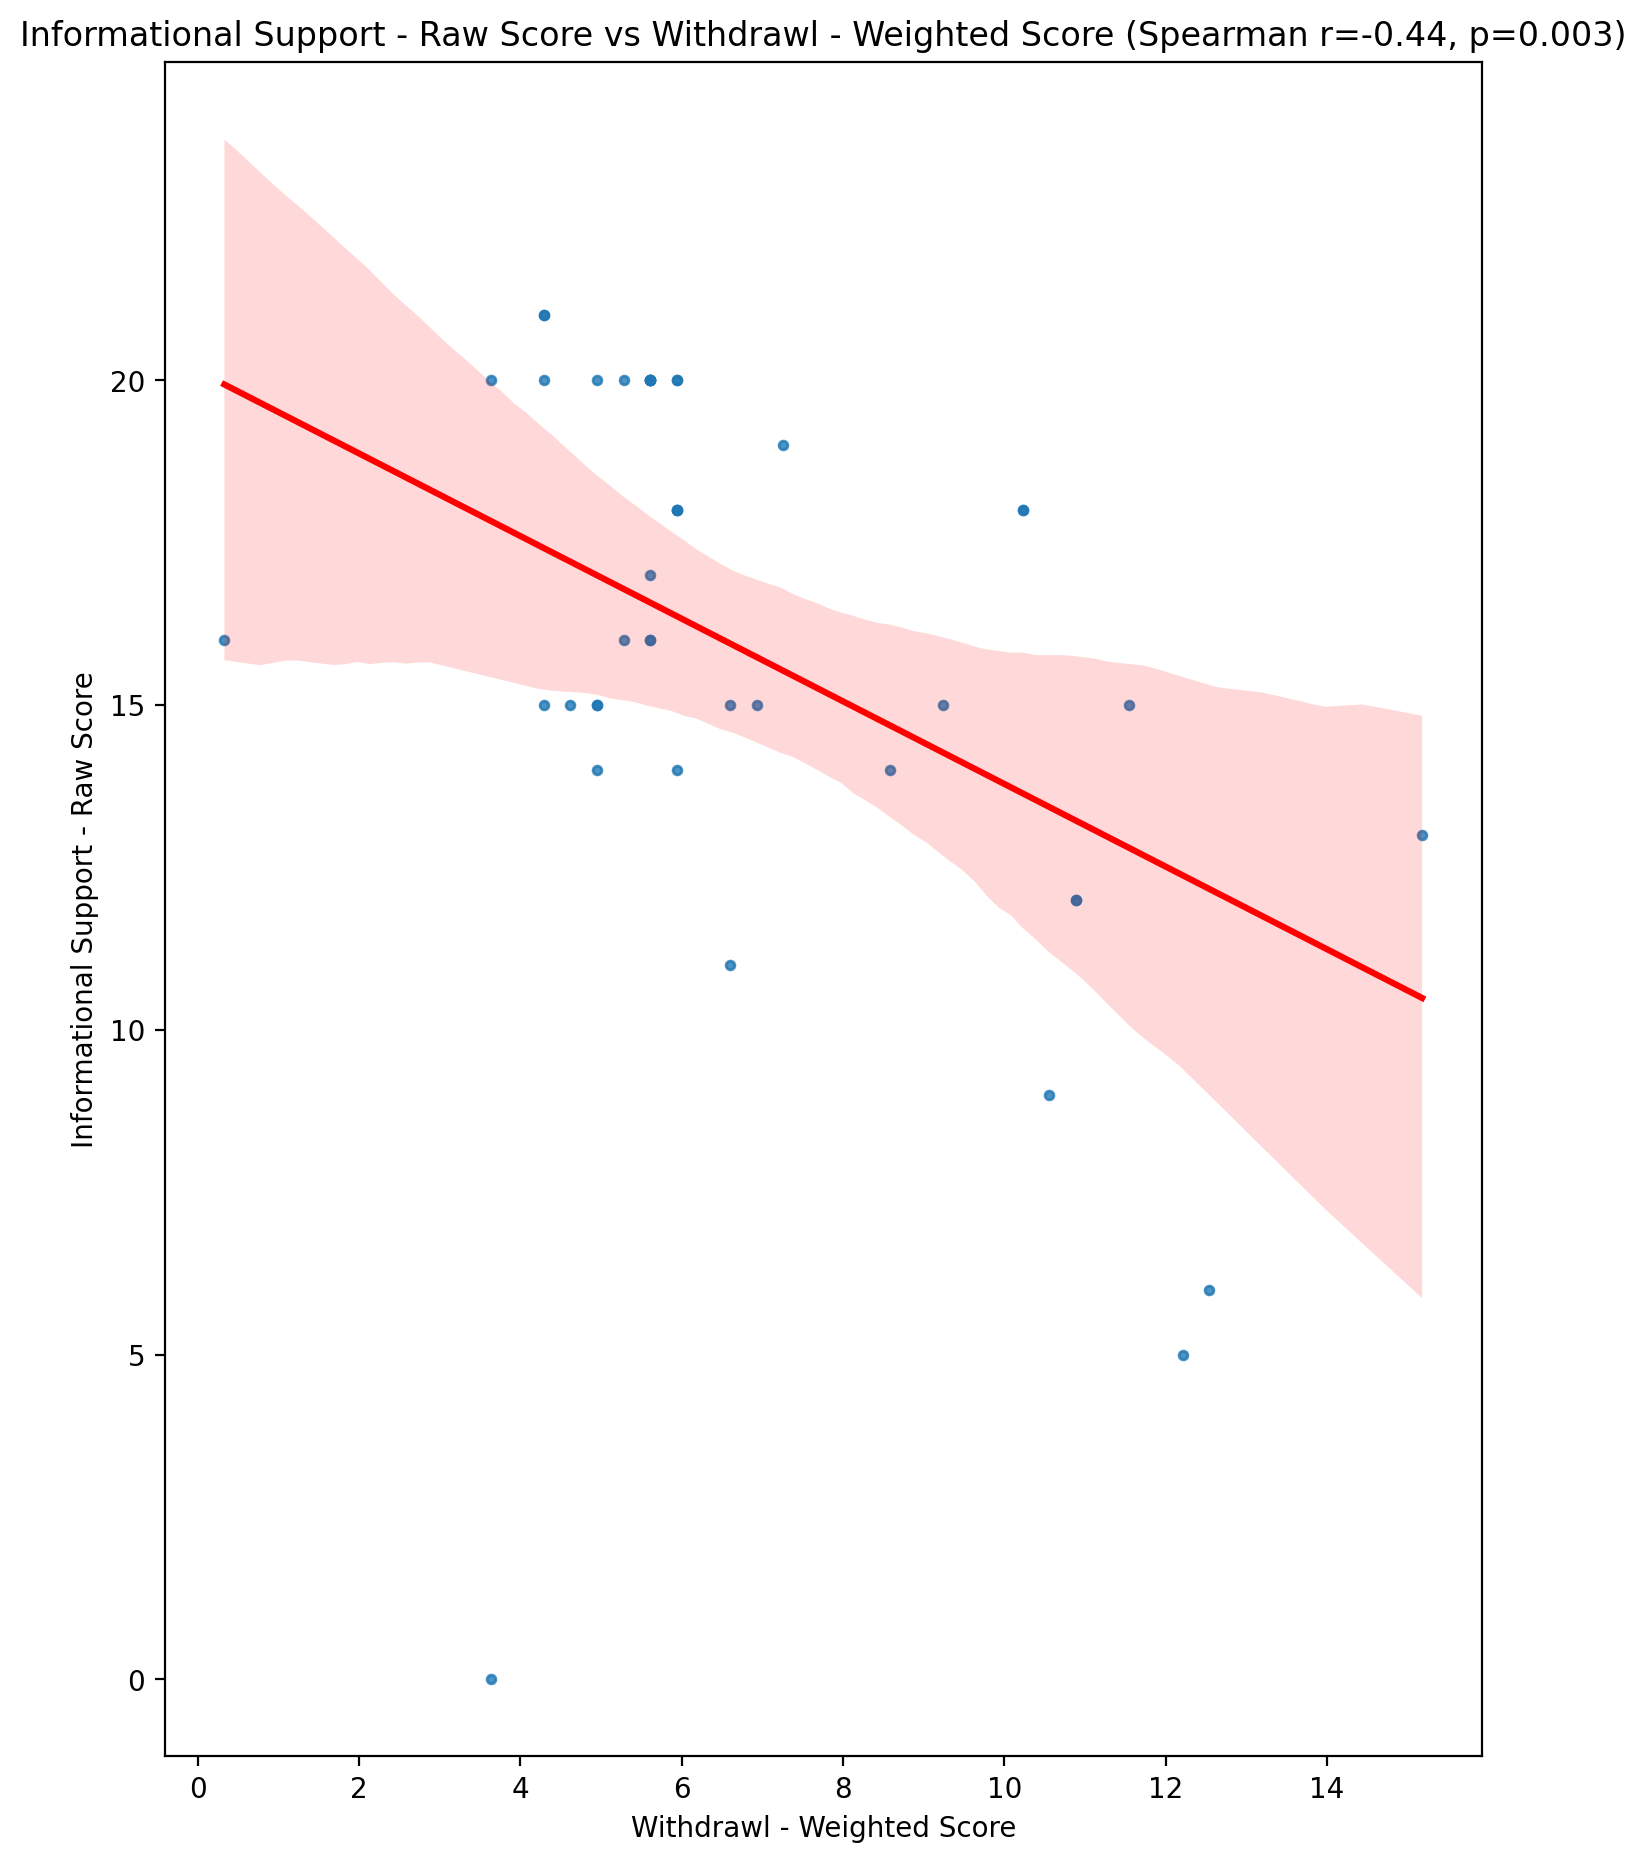 Informational Support - Raw Score vs Withdrawl - Weighted Score (Spearman r=-0.44, p=0.003)
Informational Support - Raw Score
20
15
10
5
0
0 2 4 6 8 10 12 14
Withdrawl - Weighted Score